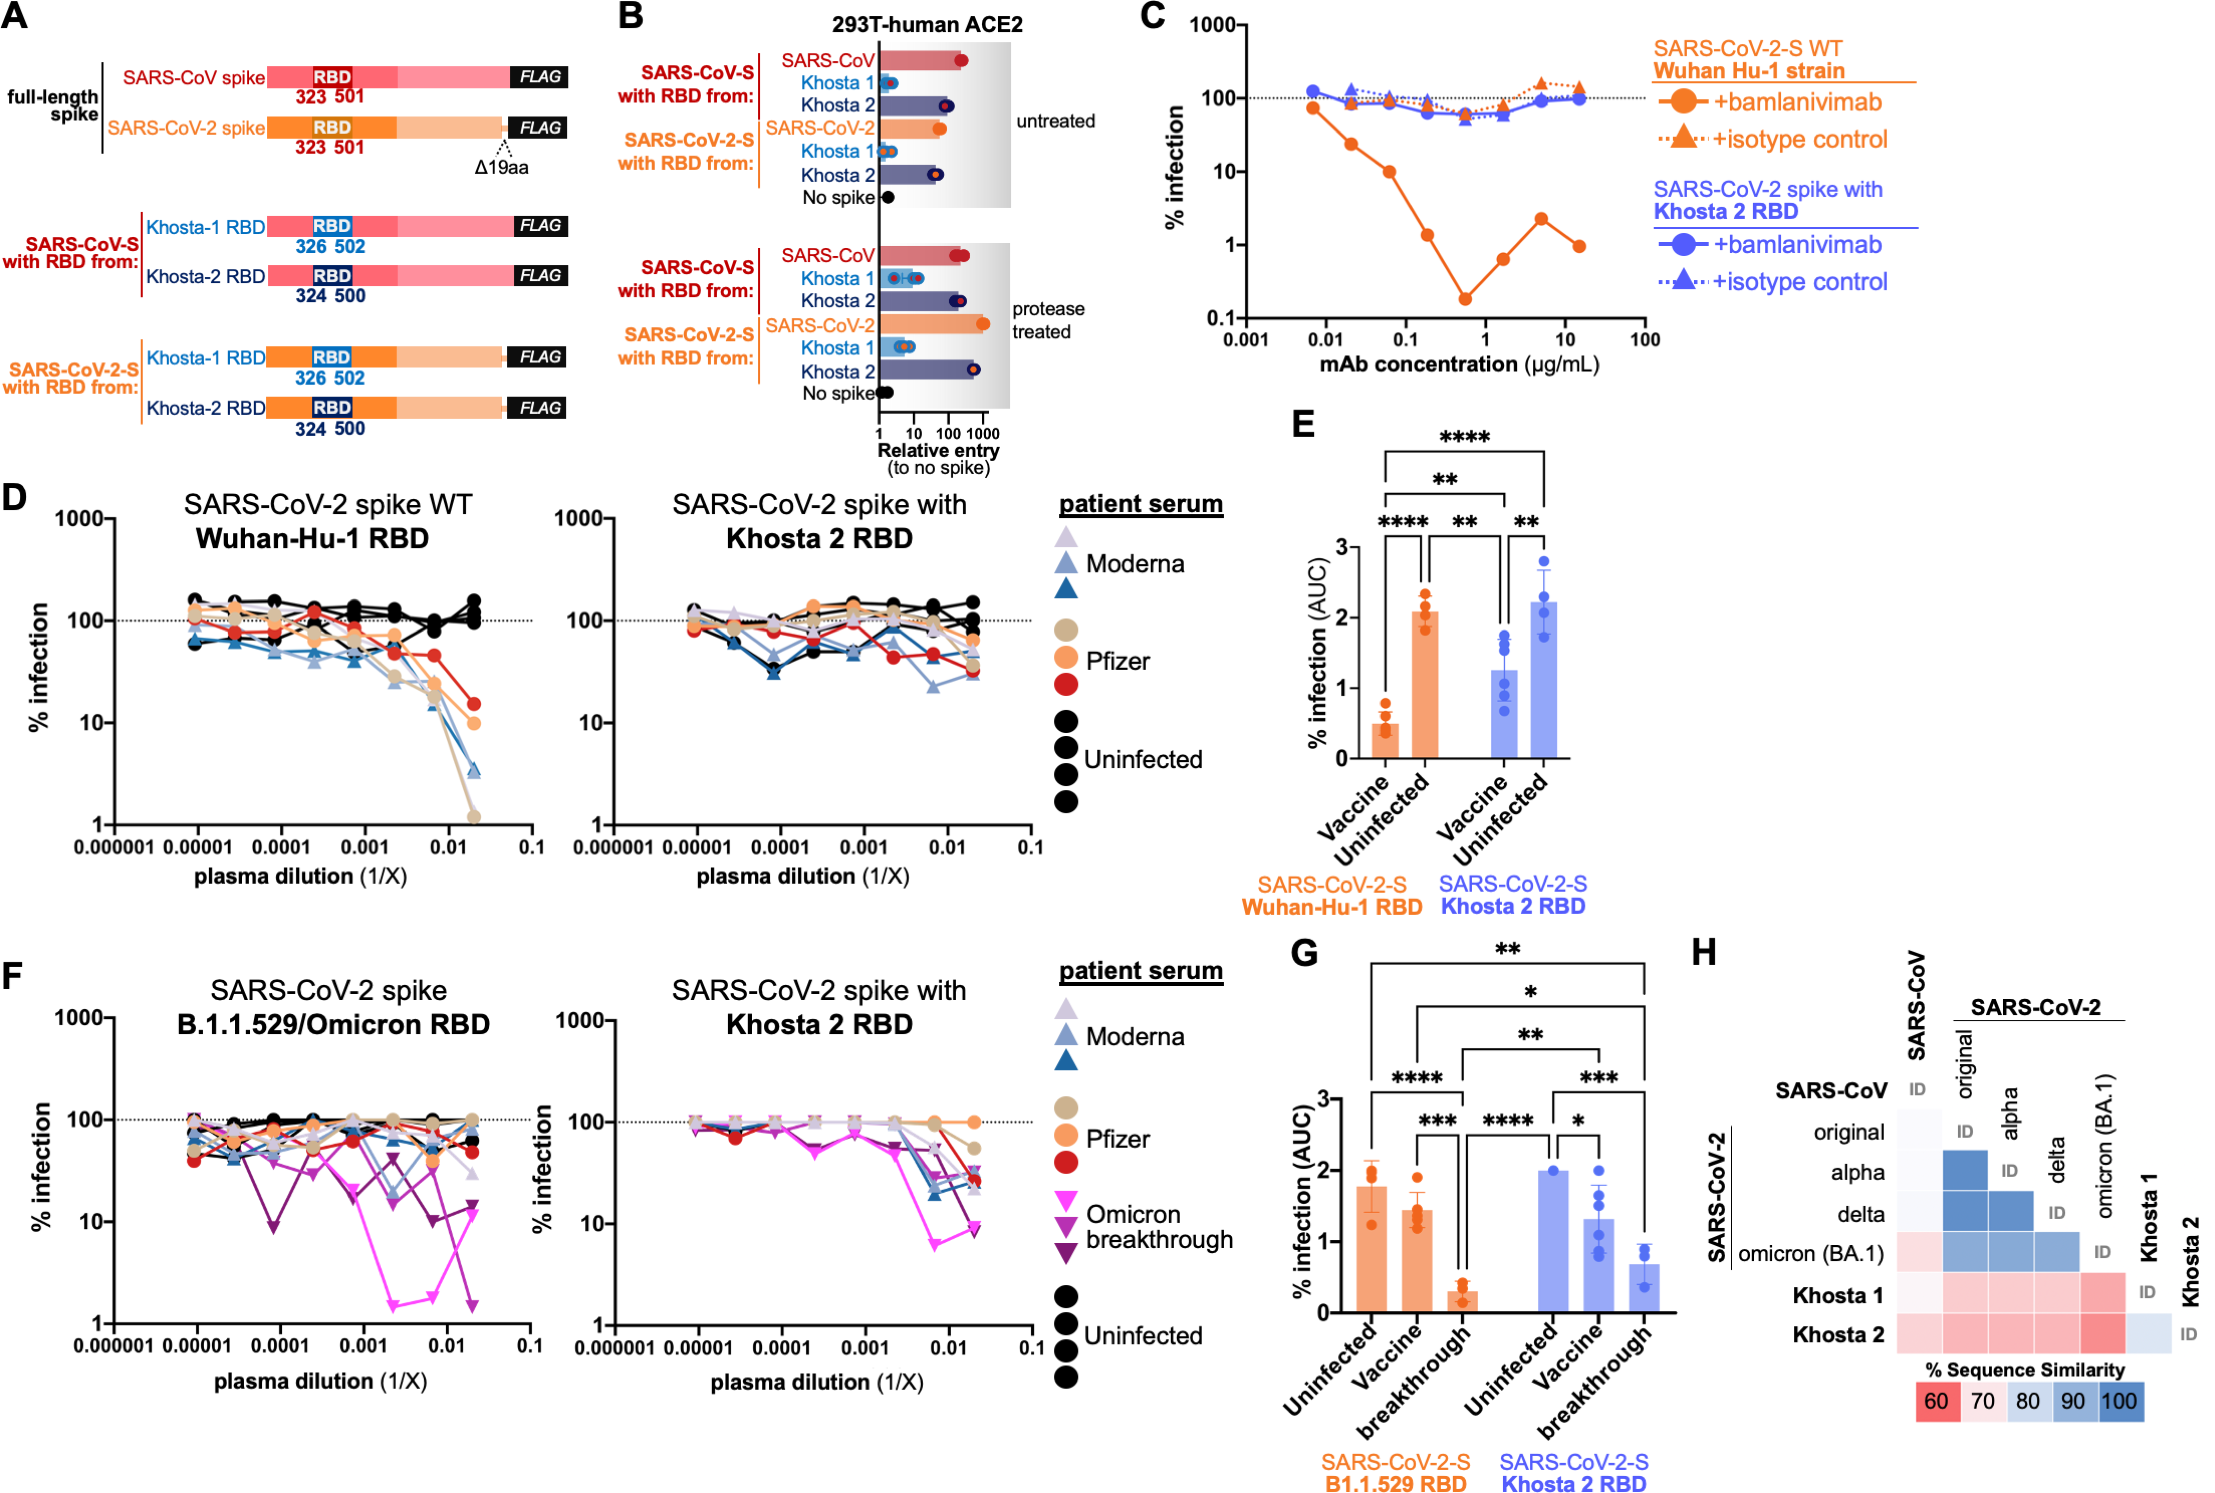 A
full-length
spike
SARS-CoV spike
RBD
FLAG
323 501
SARS-CoV-2 spike
RBD
FLAG
323 501
Δ19aa
SARS-CoV-S
with RBD from:
Khosta-1 RBD
RBD
FLAG
326 502
Khosta-2 RBD
RBD
FLAG
324 500
SARS-CoV-2-S
with RBD from:
Khosta-1 RBD
RBD
FLAG
326 502
Khosta-2 RBD
RBD
FLAG
324 500
B
293T-human ACE2
SARS-CoV-S
with RBD from:
SARS-CoV
Khosta 1
Khosta 2
SARS-CoV-2-S
with RBD from:
SARS-CoV-2
Khosta 1
Khosta 2
No spike
untreated
SARS-CoV-S
with RBD from:
SARS-CoV
Khosta 1
Khosta 2
SARS-CoV-2-S
with RBD from:
SARS-CoV-2
Khosta 1
Khosta 2
No spike
protease
treated
1 10 100 1000
Relative entry
(to no spike)
C
% infection
1000
100
10
1
0.1
0.001 0.01 0.1 1 10 100
mAb concentration (µg/mL)
SARS-CoV-2-S WT
Wuhan Hu-1 strain
+bamlanivimab
+isotype control
SARS-CoV-2 spike with
Khosta 2 RBD
+bamlanivimab
+isotype control
D
SARS-CoV-2 spike WT
Wuhan-Hu-1 RBD
% infection
1000
100
10
1
0.000001 0.00001 0.0001 0.001 0.01 0.1
plasma dilution (1/X)
SARS-CoV-2 spike with
Khosta 2 RBD
1000
100
10
1
0.000001 0.00001 0.0001 0.001 0.01 0.1
plasma dilution (1/X)
patient serum
Moderna
Pfizer
Uninfected
E
****
**
**** ** **
% infection (AUC)
3
2
1
0
Vaccine
Uninfected
Vaccine
Uninfected
SARS-CoV-2-S
Wuhan-Hu-1 RBD
SARS-CoV-2-S
Khosta 2 RBD
F
SARS-CoV-2 spike
B.1.1.529/Omicron RBD
% infection
1000
100
10
1
0.000001 0.00001 0.0001 0.001 0.01 0.1
plasma dilution (1/X)
SARS-CoV-2 spike with
Khosta 2 RBD
% infection
1000
100
10
1
0.000001 0.00001 0.0001 0.001 0.01 0.1
plasma dilution (1/X)
patient serum
Moderna
Pfizer
Omicron
breakthrough
Uninfected
G
**
*
**
**** ***
*** **** *
% infection (AUC)
3
2
1
0
Uninfected
Vaccine
breakthrough
Uninfected
Vaccine
breakthrough
SARS-CoV-2-S
B1.1.529 RBD
SARS-CoV-2-S
Khosta 2 RBD
H
SARS-CoV
SARS-CoV-2
original
alpha
delta
omicron (BA.1)
Khosta 1
Khosta 2
SARS-CoV
ID
SARS-CoV-2
original
ID
alpha
ID
delta
ID
omicron (BA.1)
ID
Khosta 1
ID
Khosta 2
ID
% Sequence Similarity
60 70 80 90 100